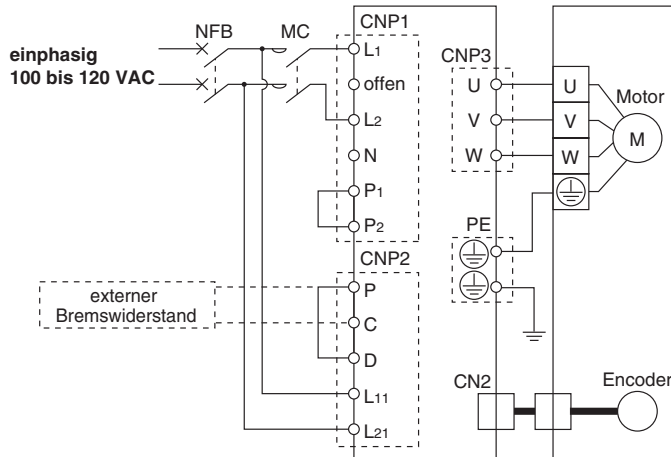 NFB
MC
CNP1
einphasig
100 bis 120 VAC
L1
offen
L2
N
P1
P2
CNP2
externer
Bremswiderstand
P
C
D
L11
L21
CNP3
U
V
W
U
V
W
Motor
M
PE
CN2
Encoder